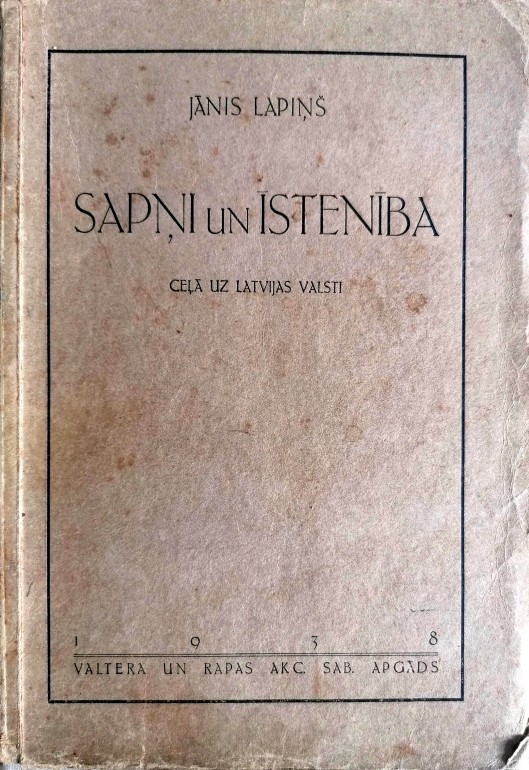 JĀNIS LAPIŅŠ
SAPŅI UN ĪSTENĪBA
CEĻĀ UZ LATVIJAS VALSTI
1 9 3 8
VALTERA UN RAPAS AKC. SAB. APGĀDS